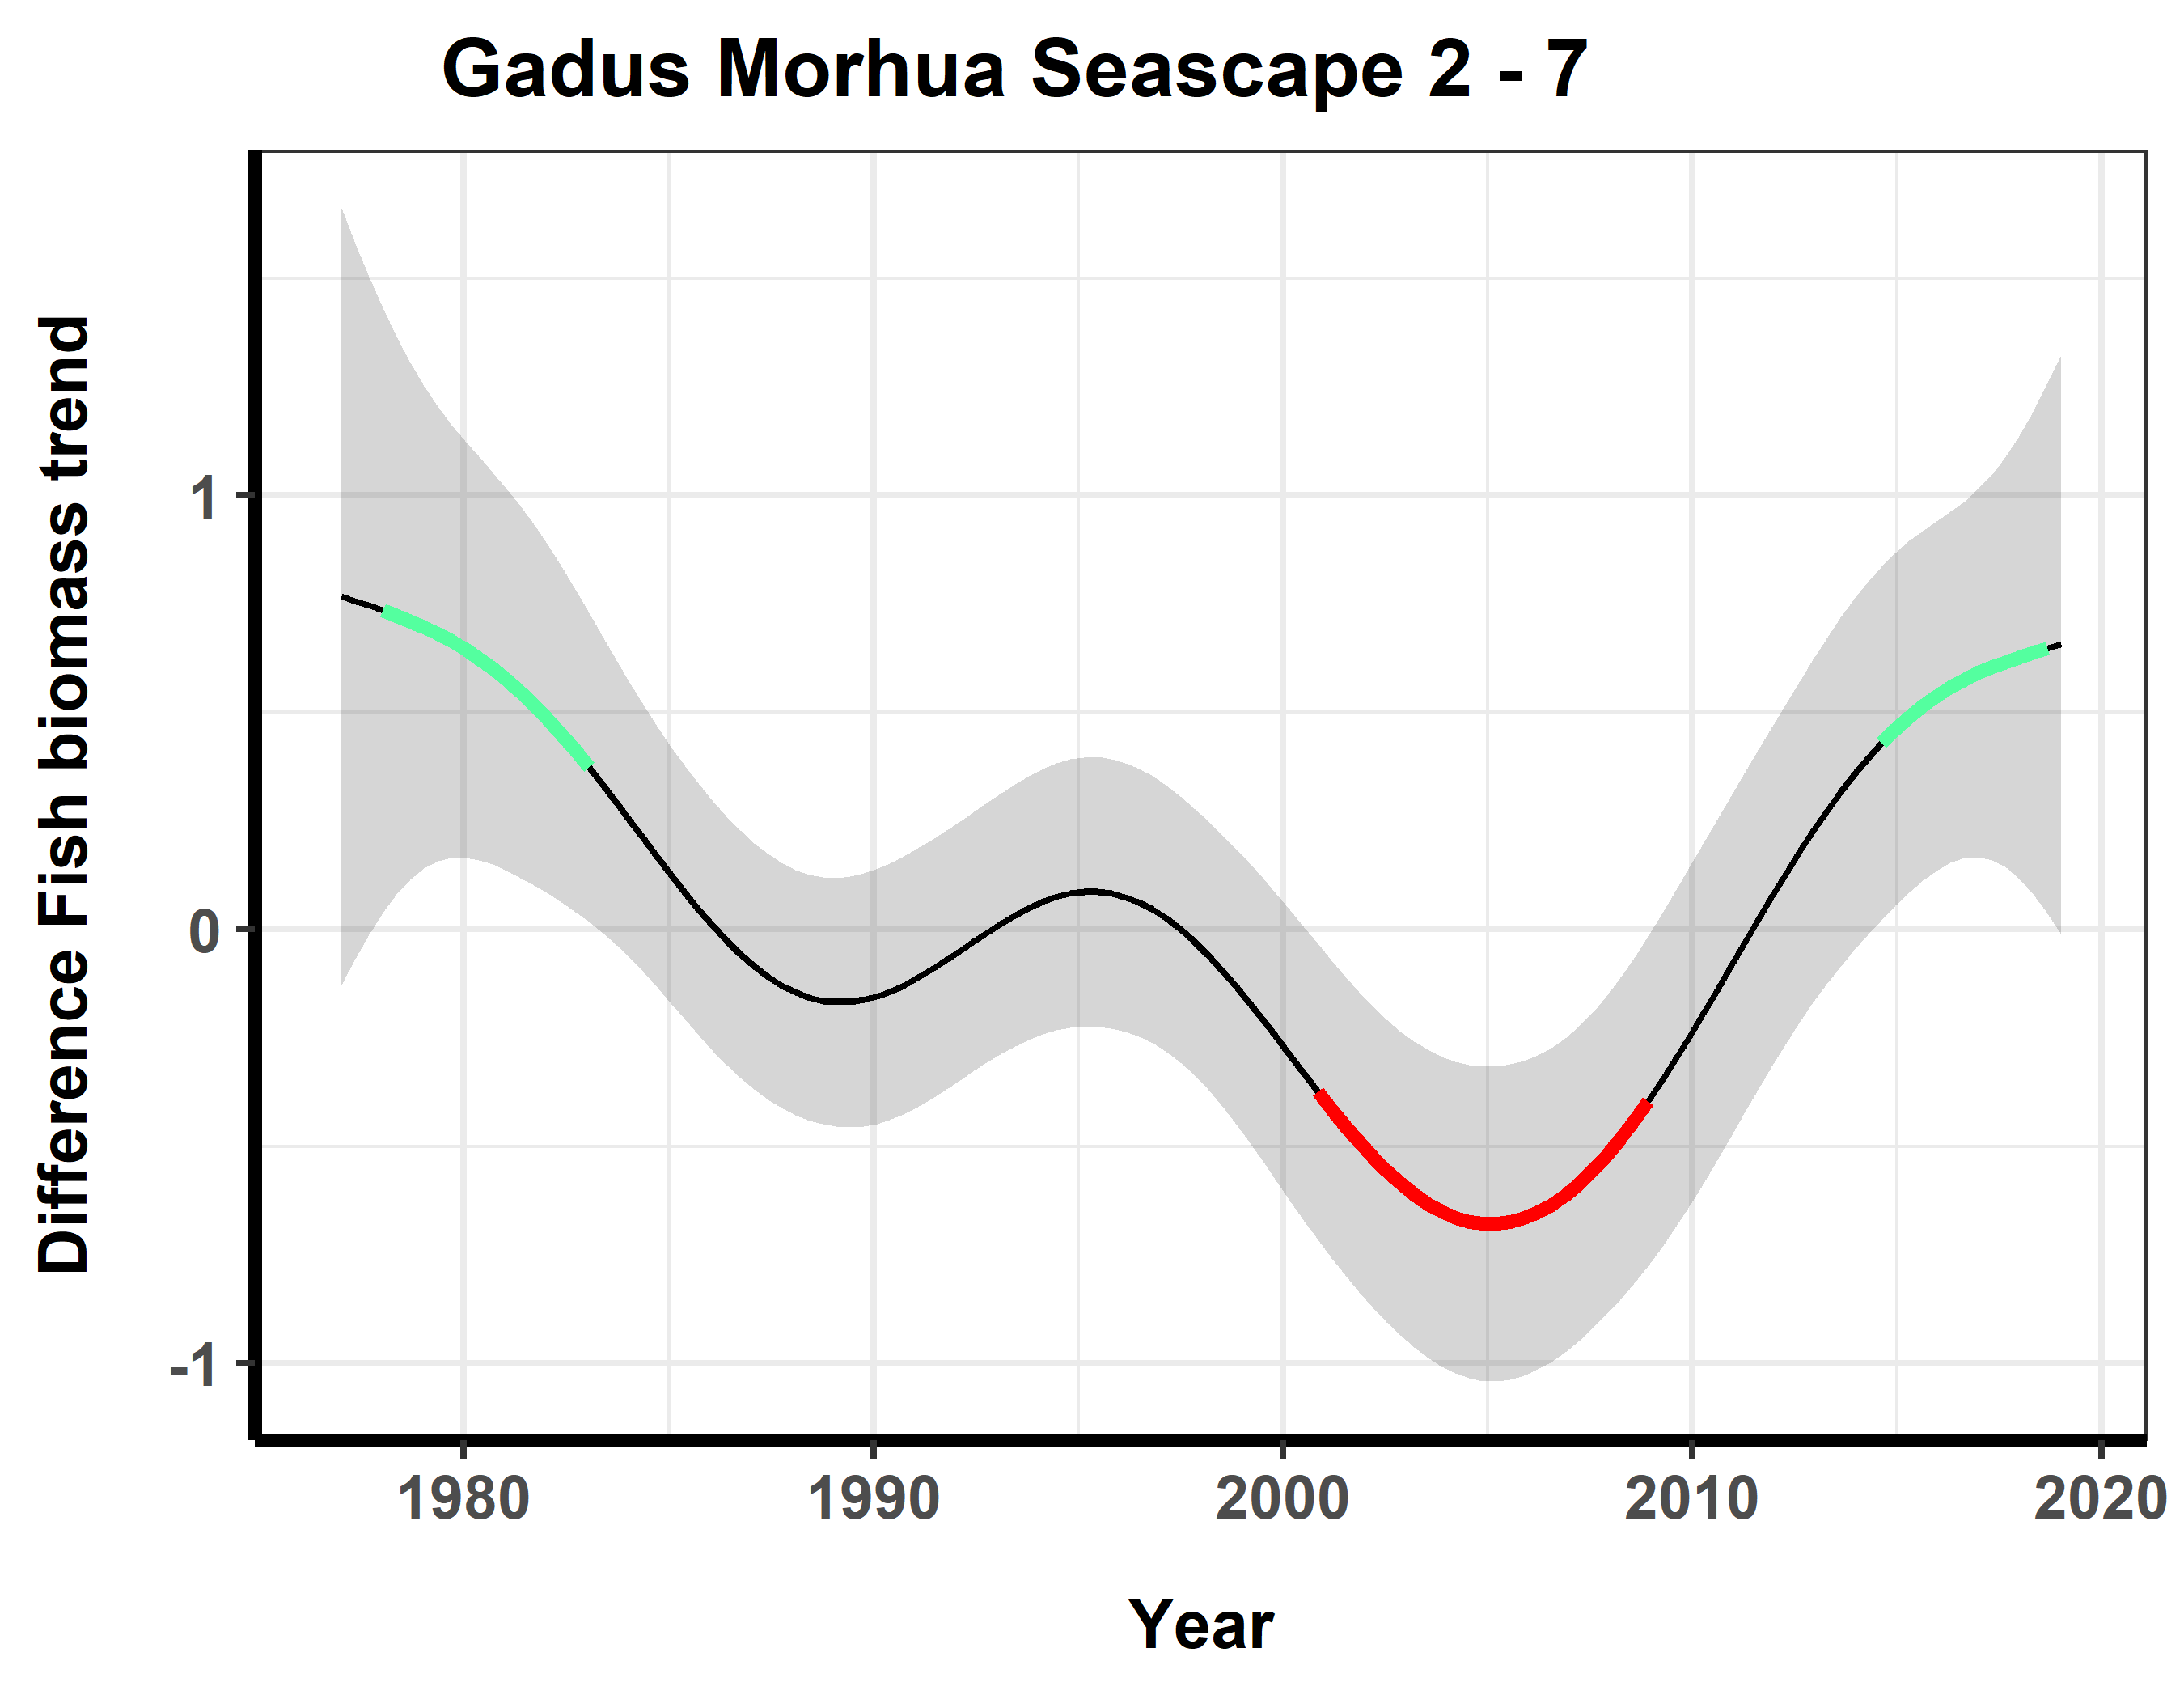 Gadus Morhua Seascape 2 - 7
Difference Fish biomass trend
1
0
-1
1980 1990 2000 2010 2020
Year